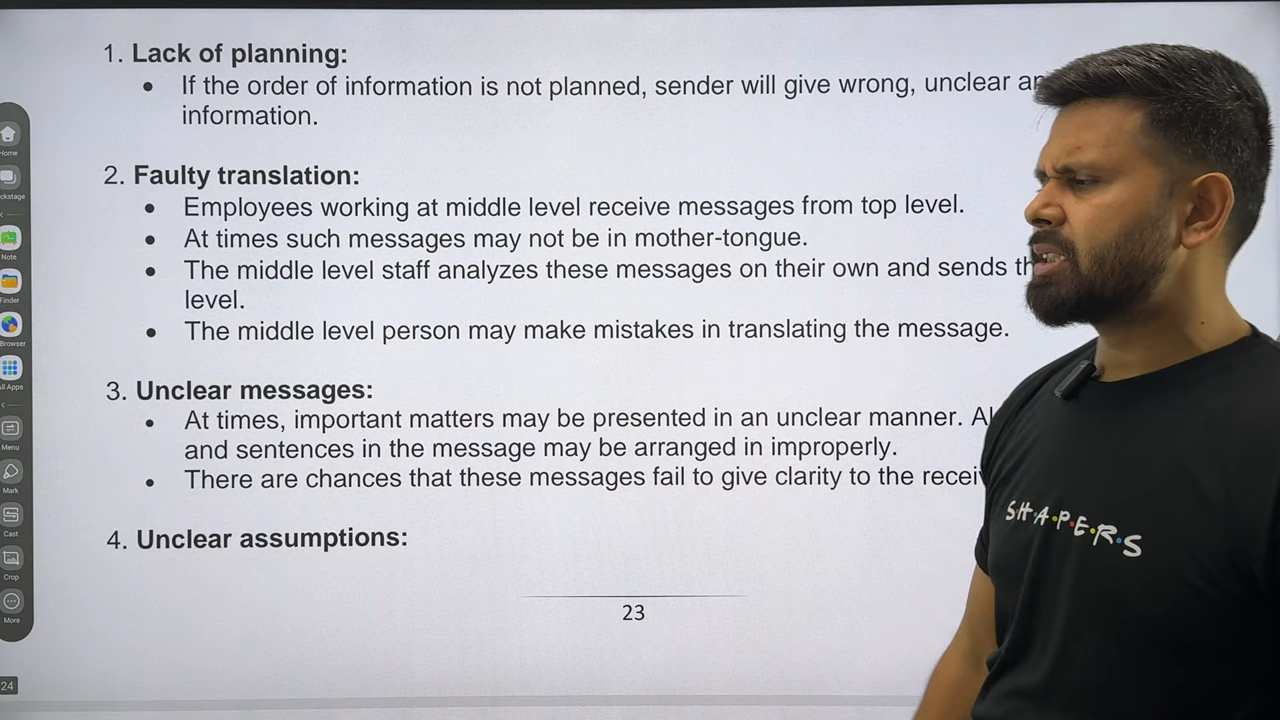 1. Lack of planning:
• If the order of information is not planned, sender will give wrong, unclear
information.
2. Faulty translation:
• Employees working at middle level receive messages from top level.
• At times such messages may not be in mother-tongue.
• The middle level staff analyzes these messages on their own and sends
level.
• The middle level person may make mistakes in translating the message.
3. Unclear messages:
• At times, important matters may be presented in an unclear manner.
and sentences in the message may be arranged in improperly.
• There are chances that these messages fail to give clarity to the
4. Unclear assumptions:
23
Home
ckstage
Note
Finder
Browser
ll Apps
Menu
Mark
Cast
Crop
More
24
S•H•A•P•E•R•S